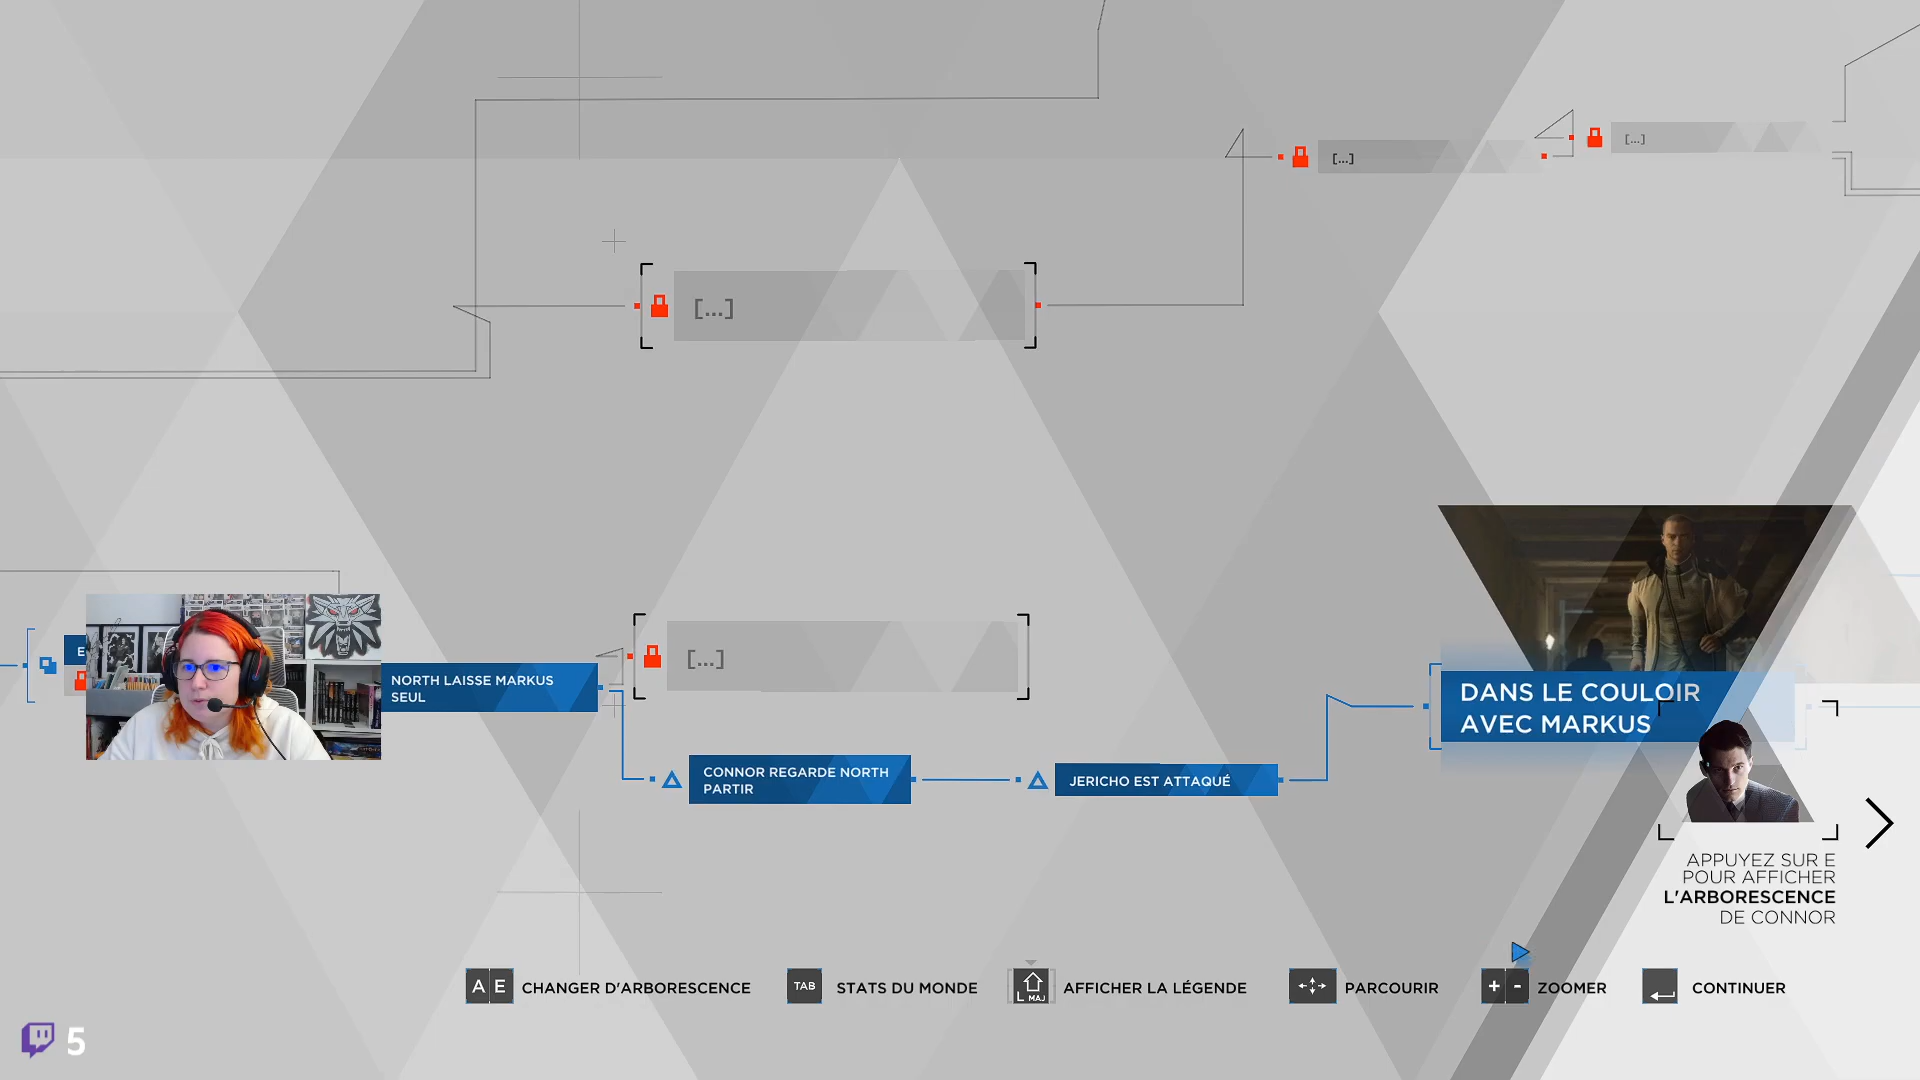 [...]
[...]
[...]
E
NORTH LAISSE MARKUS
SEUL
[...]
CONNOR REGARDE NORTH
PARTIR
JERICHO EST ATTAQUÉ
DANS LE COULOIR
AVEC MARKUS
APPUYEZ SUR E
POUR AFFICHER
L'ARBORESCENCE
DE CONNOR
A E CHANGER D'ARBORESCENCE
TAB STATS DU MONDE
L MAJ AFFICHER LA LÉGENDE
PARCOURIR
+ - ZOOMER
CONTINUER
5